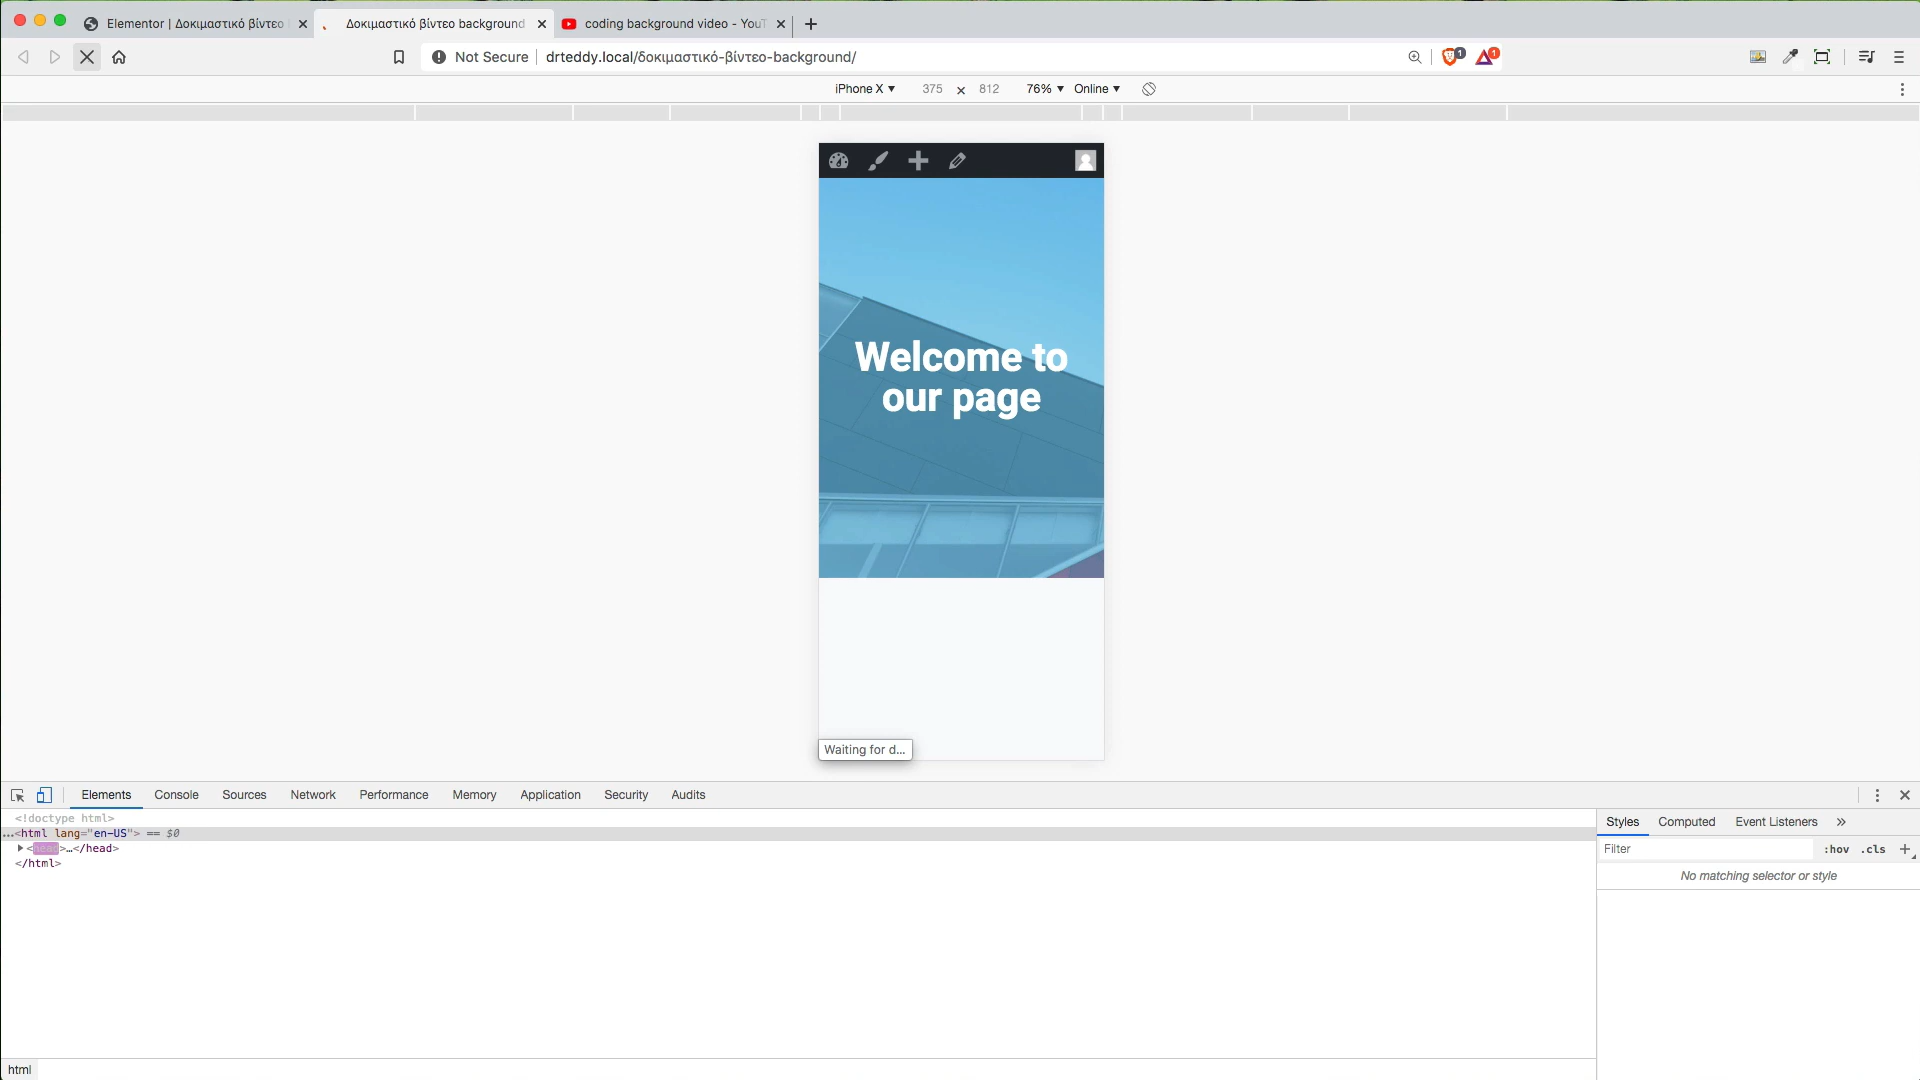 Elementor | Δοκιμαστικό βίντεο
Δοκιμαστικό βίντεο background
coding background video - YouT
Not Secure
drteddy.local/δοκιμαστικό-βίντεο-background/
1
1
iPhone X ▼ 375 × 812 76% ▼ Online ▼
Welcome to
our page
Waiting for d...
Elements Console Sources Network Performance Memory Application Security Audits
<!doctype html>
...<html lang="en-US"> == $0
▶<head>…</head>
</html>
Styles Computed Event Listeners »
Filter :hov .cls +
No matching selector or style
html